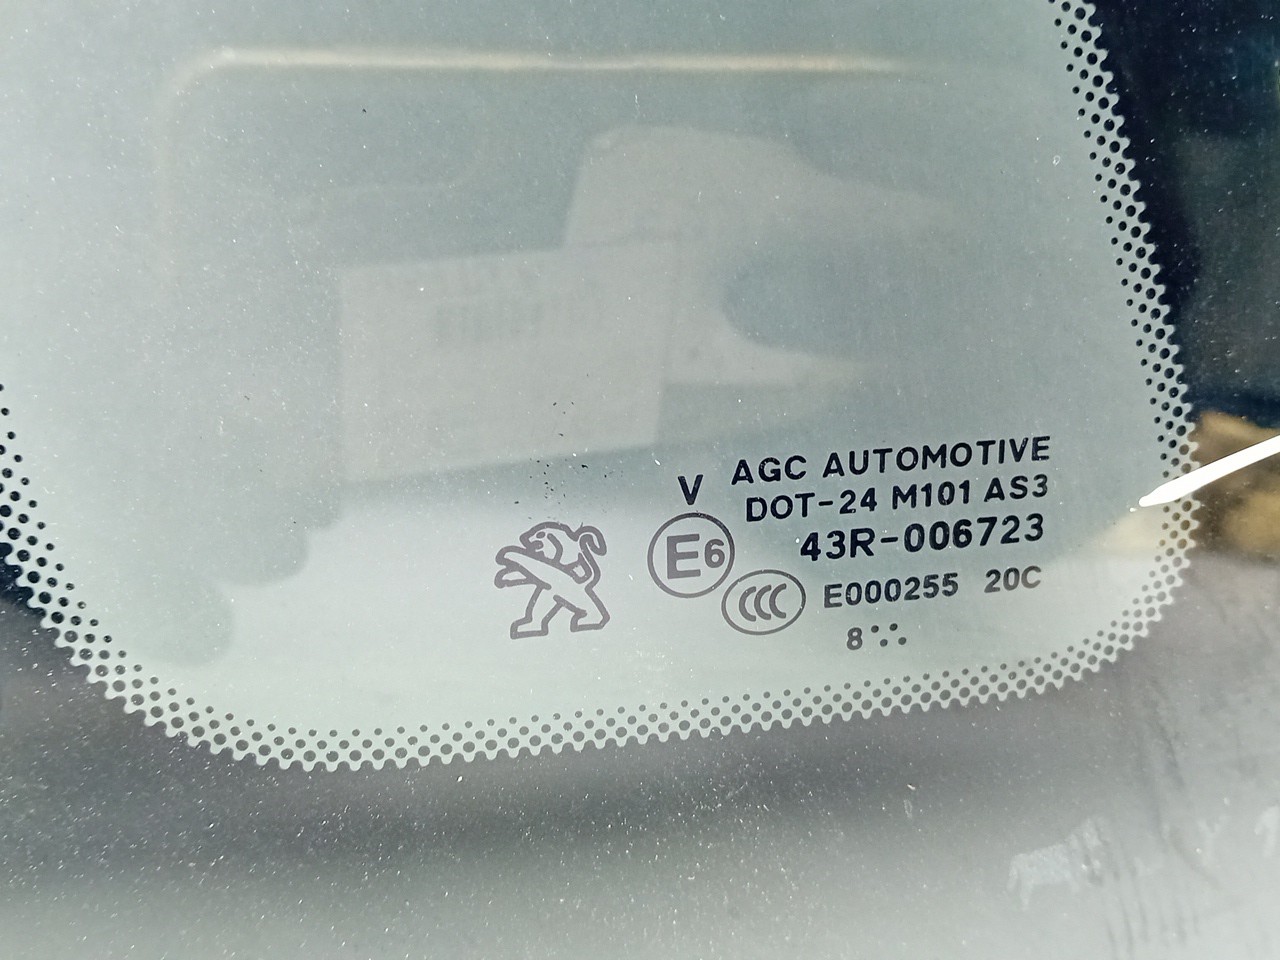 V AGC AUTOMOTIVE
DOT-24 M101 AS3
E6 43R-006723
CCC E000255 20C
8